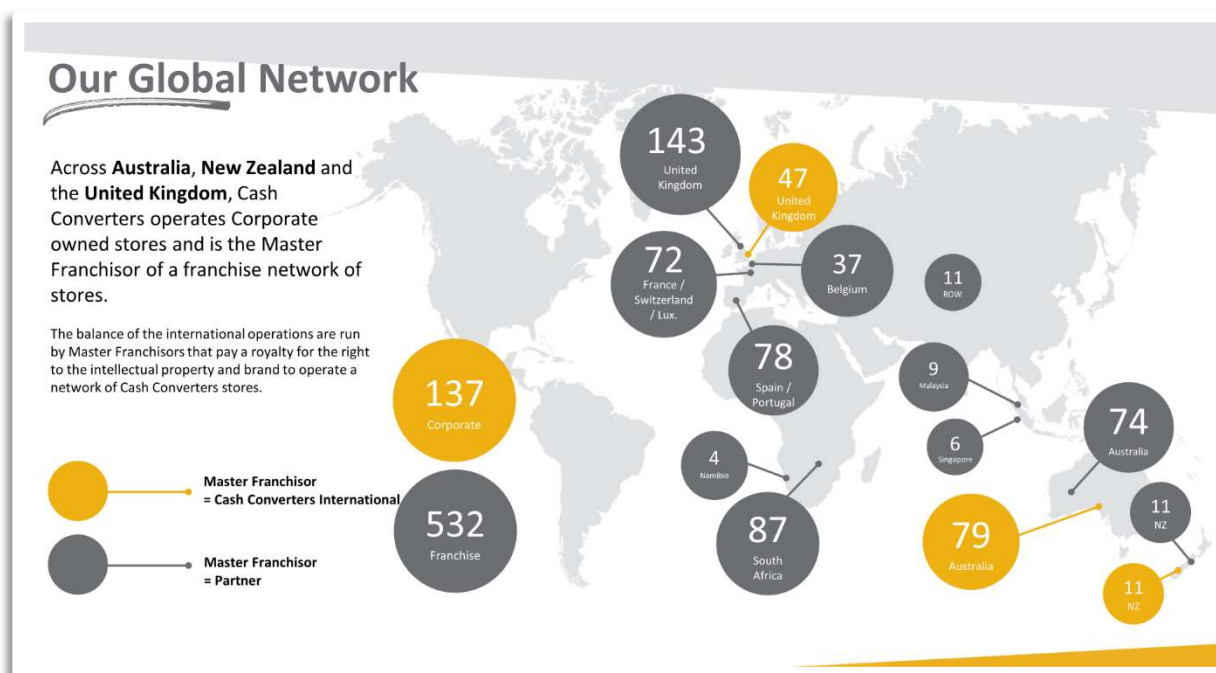 Our Global Network
Across Australia, New Zealand and
the United Kingdom, Cash
Converters operates Corporate
owned stores and is the Master
Franchisor of a franchise network of
stores.
The balance of the international operations are run
by Master Franchisors that pay a royalty for the right
to the intellectual property and brand to operate a
network of Cash Converters stores.
137
Corporate
532
Franchise
Master Franchisor
= Cash Converters International
Master Franchisor
= Partner
143
United
Kingdom
47
United
Kingdom
72
France /
Switzerland
/ Lux.
37
Belgium
11
ROW
78
Spain /
Portugal
9
Malaysia
6
Singapore
4
Namibia
87
South
Africa
74
Australia
79
Australia
11
NZ
11
NZ